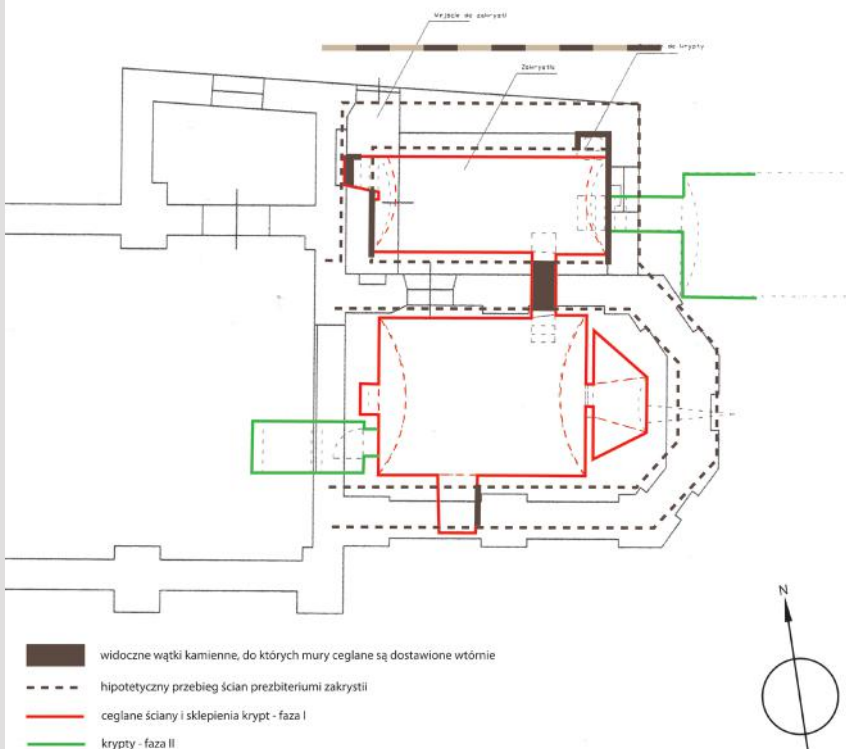 Wejście do zakrystii
do krypty
Zakrystia
N
widoczne wątki kamienne, do których mury ceglane są dostawione wtórnie
hipotetyczny przebieg ścian prezbiteriumi zakrystii
ceglane ściany i sklepienia krypt - faza I
krypty - faza II